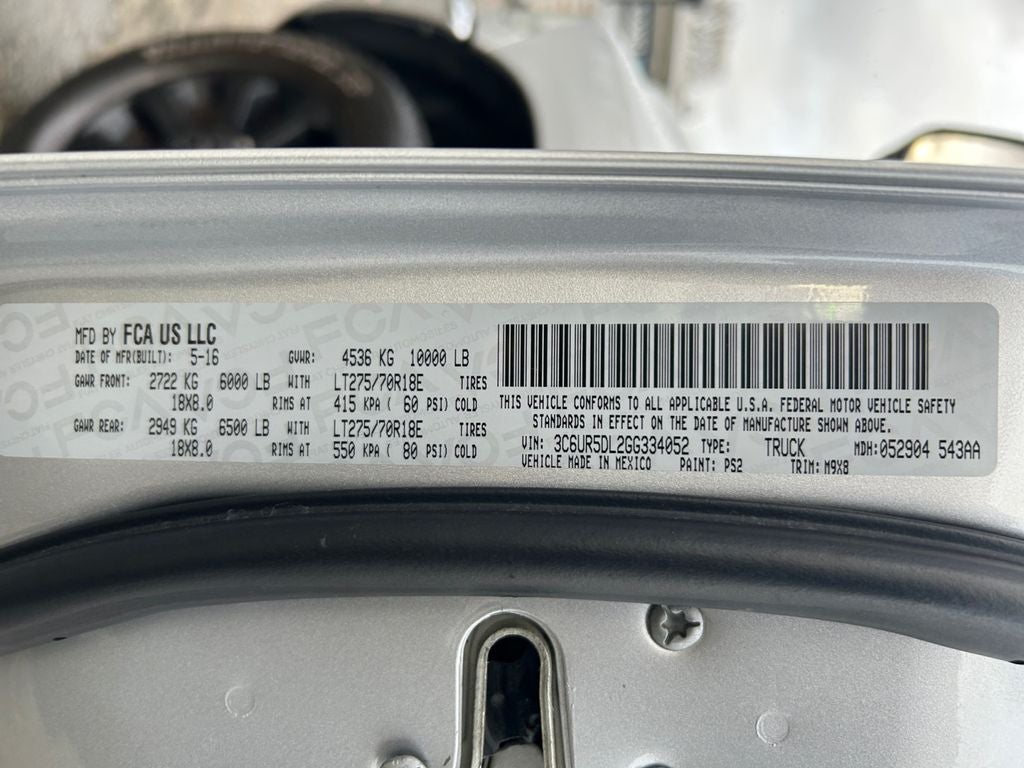 MFD BY FCA US LLC
DATE OF MFR(BUILT): 5-16 GVWR: 4536 KG 10000 LB
GAWR FRONT: 2722 KG 6000 LB WITH LT275/70R18E TIRES
18X8.0 RIMS AT 415 KPA ( 60 PSI) COLD
GAWR REAR: 2949 KG 6500 LB WITH LT275/70R18E TIRES
18X8.0 RIMS AT 550 KPA ( 80 PSI) COLD
THIS VEHICLE CONFORMS TO ALL APPLICABLE U.S.A. FEDERAL MOTOR VEHICLE SAFETY
STANDARDS IN EFFECT ON THE DATE OF MANUFACTURE SHOWN ABOVE.
VIN: 3C6UR5DL2GG334052 TYPE: TRUCK MDH:052904 543AA
VEHICLE MADE IN MEXICO PAINT: PS2 TRIM: M9X8